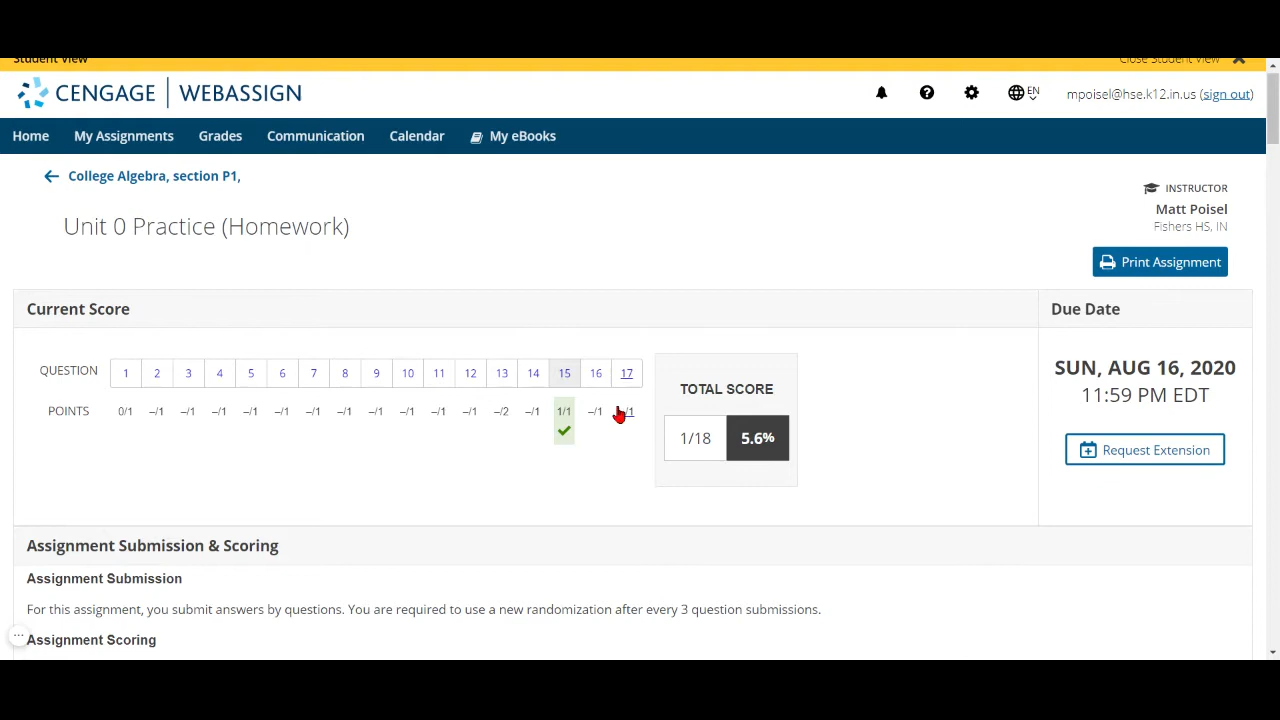 Student View
Close Student View
CENGAGE WEBASSIGN
EN
mpoisel@hse.k12.in.us (sign out)
Home My Assignments Grades Communication Calendar My eBooks
College Algebra, section P1,
INSTRUCTOR
Matt Poisel
Fishers HS, IN
Unit 0 Practice (Homework)
Print Assignment
Current Score
Due Date
QUESTION 1 2 3 4 5 6 7 8 9 10 11 12 13 14 15 16 17
POINTS 0/1 –/1 –/1 –/1 –/1 –/1 –/1 –/1 –/1 –/1 –/1 –/1 –/2 –/1 1/1 –/1 /1
TOTAL SCORE
1/18 5.6%
SUN, AUG 16, 2020
11:59 PM EDT
Request Extension
Assignment Submission & Scoring
Assignment Submission
For this assignment, you submit answers by questions. You are required to use a new randomization after every 3 question submissions.
Assignment Scoring